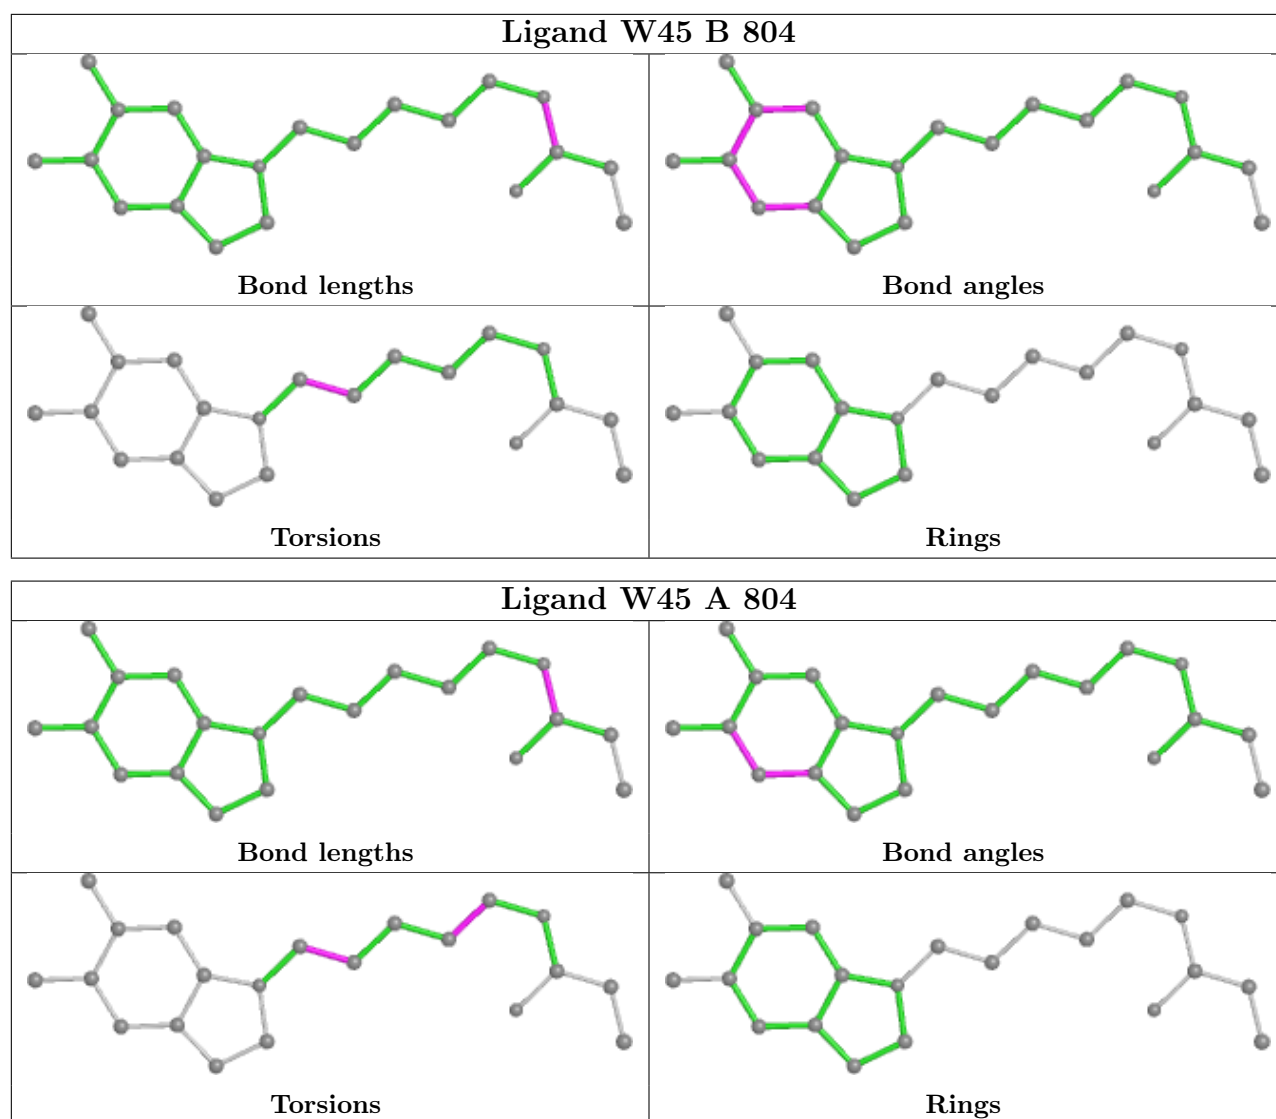 Ligand W45 B 804
Bond lengths
Bond angles
Torsions
Rings
Ligand W45 A 804
Bond lengths
Bond angles
Torsions
Rings